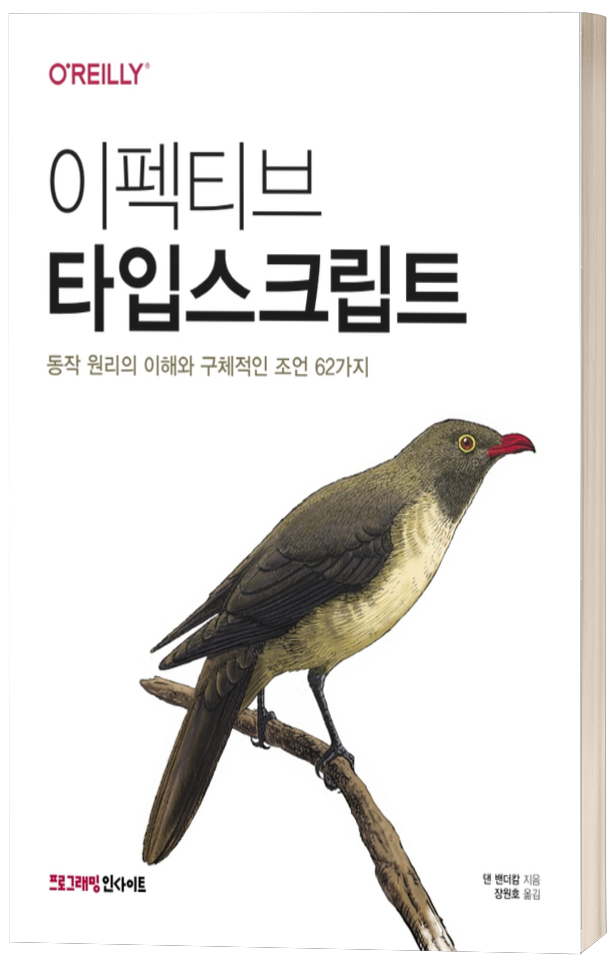 O'REILLY®
이펙티브
타입스크립트
동작 원리의 이해와 구체적인 조언 62가지
프로그래밍 인사이트
댄 밴더캄 지음
장원호 옮김